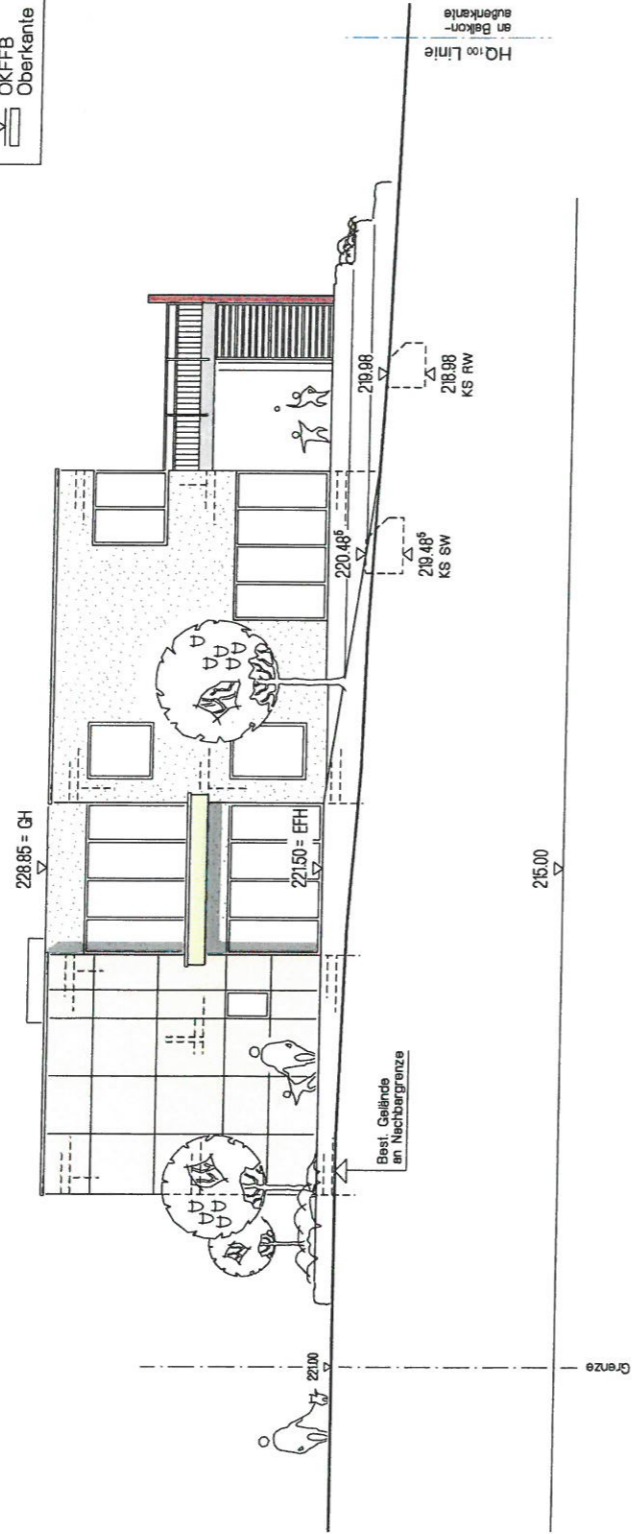 OKFFB
Oberkante
HQ₁₀₀ Linie
an Balkon-
außenkante
228.85 = GH
221.50 = EFH
220.48⁵
219.48⁵
KS SW
219.98
218.98
KS RW
Best. Gelände
an Nachbargrenze
221.00
215.00
Grenze